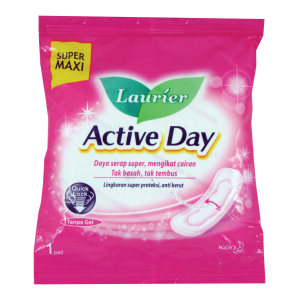 SUPER
MAXI
Laurier
Active Day
Daya serap super, mengikat cairan
Tak basah, tak tembus
Lingkaran super proteksi, anti kerut
Quick
Lock
Tanpa Gel
1 pad
Kao